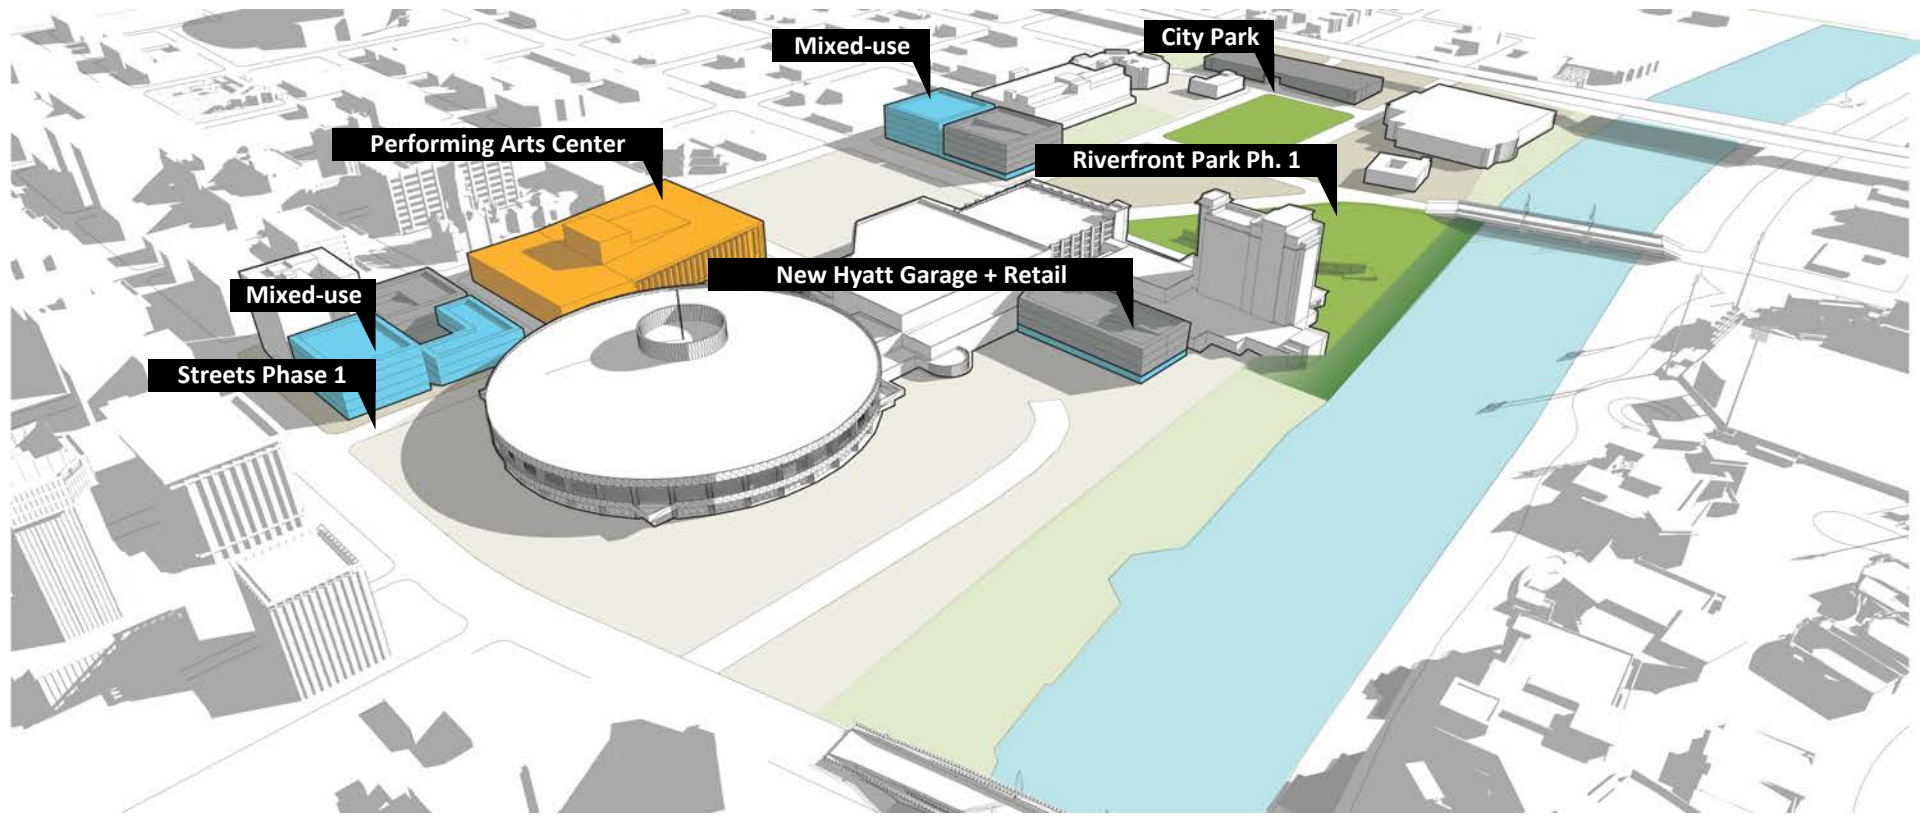 Mixed-use
City Park
Performing Arts Center
Riverfront Park Ph. 1
New Hyatt Garage + Retail
Mixed-use
Streets Phase 1